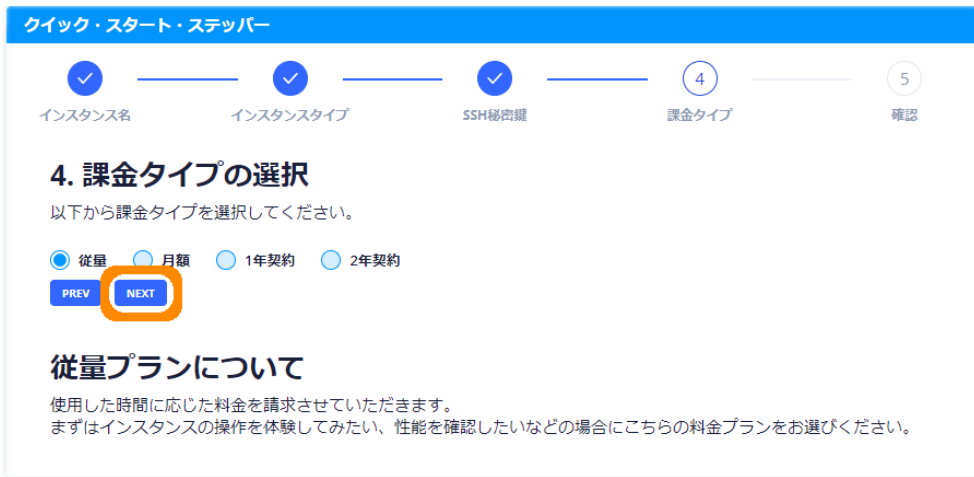 クイック・スタート・ステッパー
4
5
インスタンス名
インスタンスタイプ
SSH秘密鍵
課金タイプ
確認
4. 課金タイプの選択
以下から課金タイプを選択してください。
従量 月額 1年契約 2年契約
PREV NEXT
従量プランについて
使用した時間に応じた料金を請求させていただきます。
まずはインスタンスの操作を体験してみたい、性能を確認したいなどの場合にこちらの料金プランをお選びください。